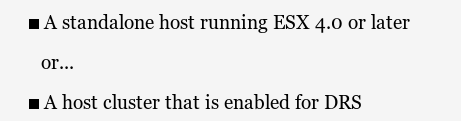 ■ A standalone host running ESX 4.0 or later
or...
■ A host cluster that is enabled for DRS